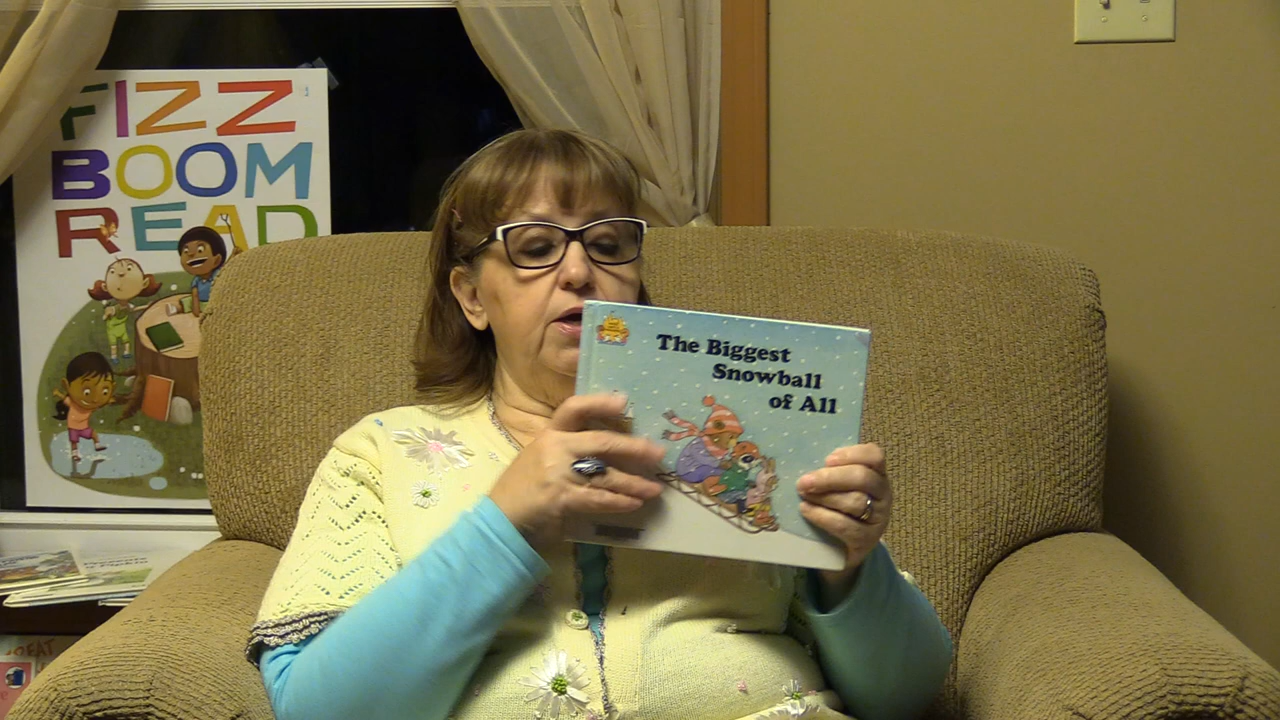 FIZZ
BOOM
READ
The Biggest
Snowball
of All